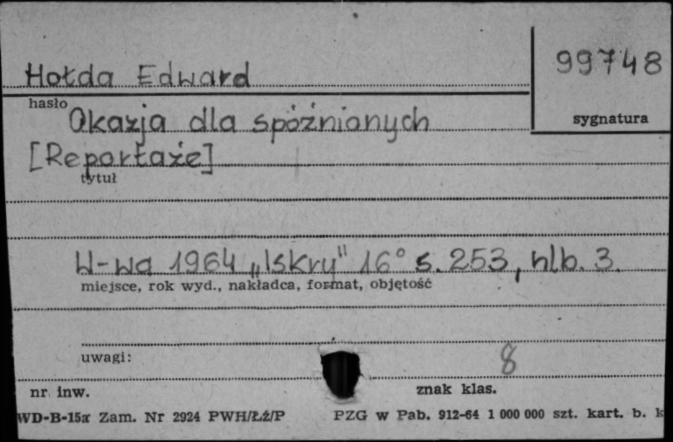 99748
Hołda Edward
hasło
sygnatura
Okazja dla spóźnionych
[Reportaże]
tytuł
W-wa 1964 „Iskry" 16° s. 253, nlb. 3.
miejsce, rok wyd., nakładca, format, objętość
uwagi:
8
nr inw.
znak klas.
WD-B-15a Zam. Nr 2924 PWH/ŁŹ/P PZG w Pab. 912-64 1 000 000 szt. kart. b. k